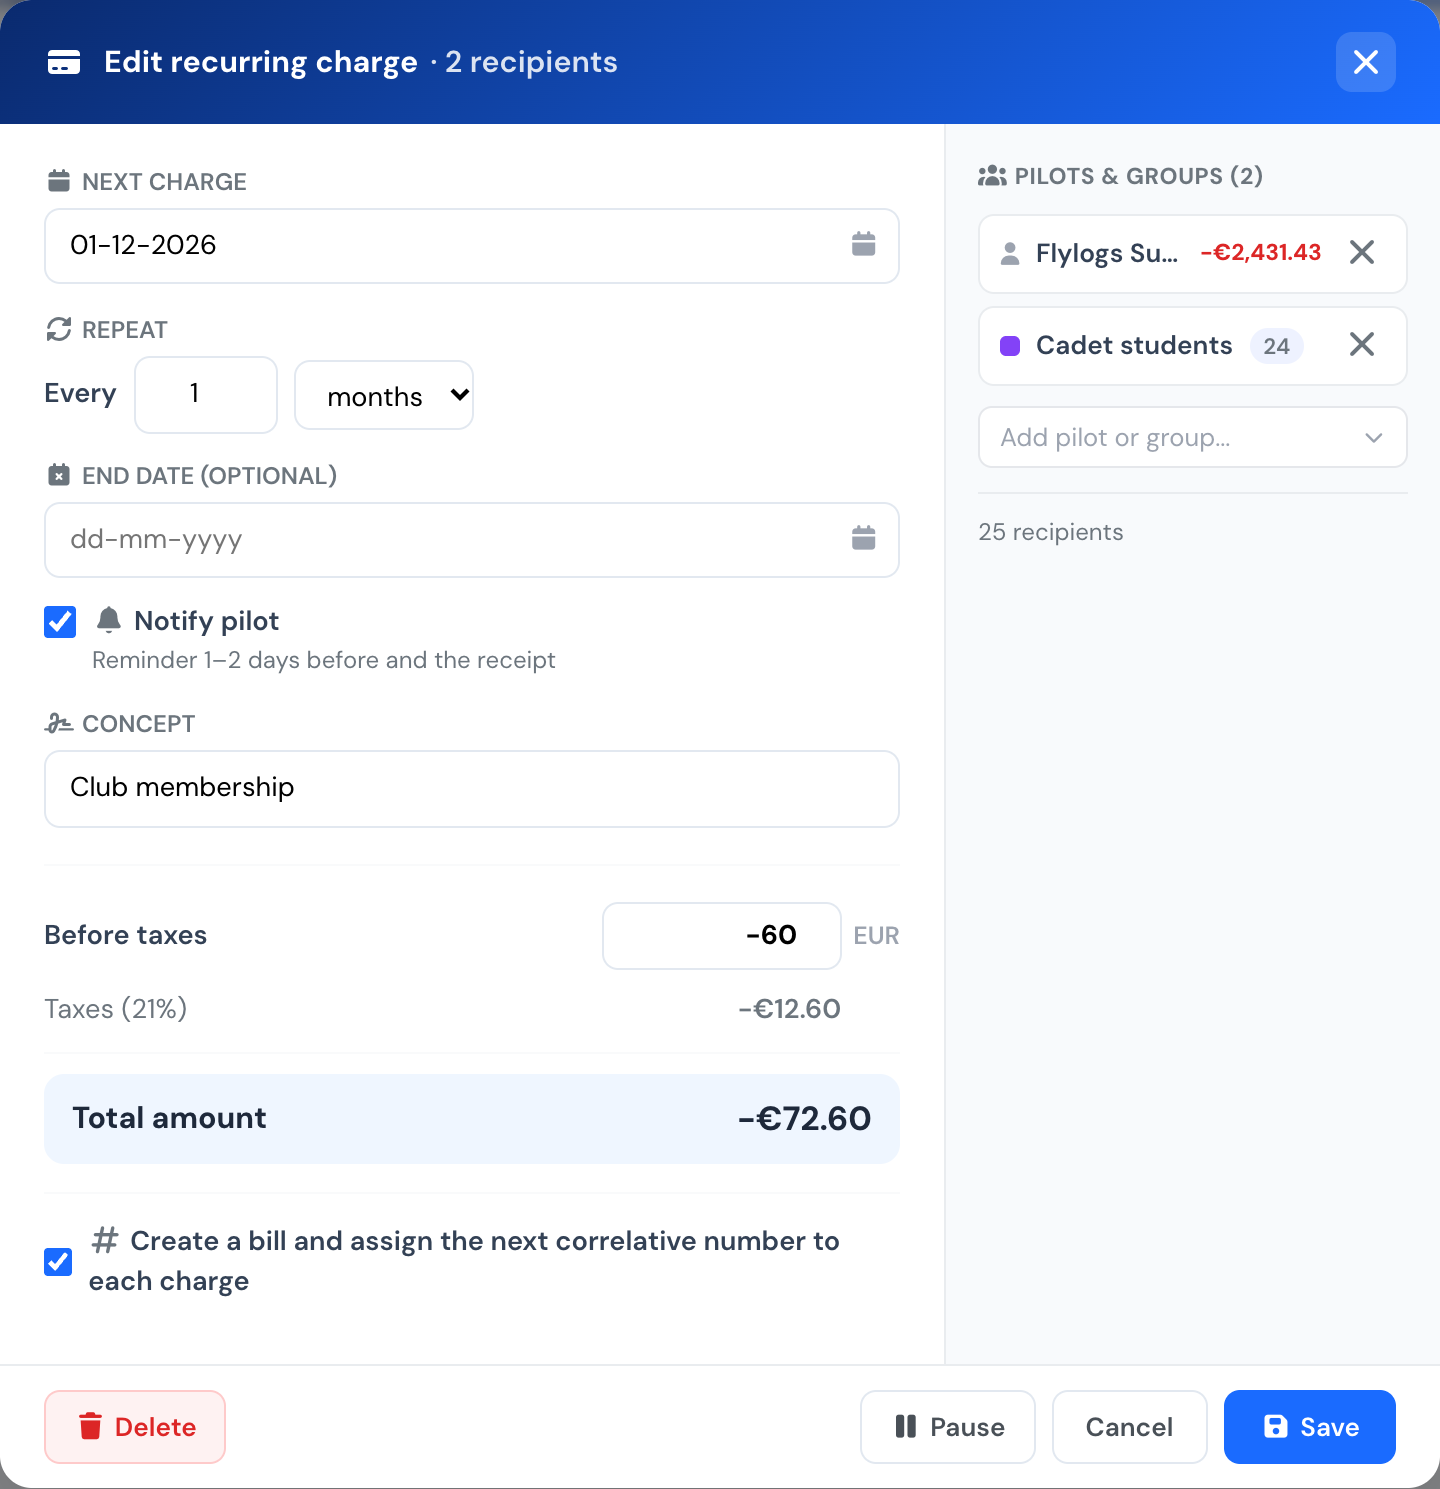 Edit recurring charge · 2 recipients
NEXT CHARGE
01-12-2026
REPEAT
Every 1 months
END DATE (OPTIONAL)
dd-mm-yyyy
Notify pilot
Reminder 1–2 days before and the receipt
CONCEPT
Club membership
Before taxes -60 EUR
Taxes (21%) -€12.60
Total amount -€72.60
# Create a bill and assign the next correlative number to
each charge
PILOTS & GROUPS (2)
Flylogs Su... -€2,431.43
Cadet students 24
Add pilot or group...
25 recipients
Delete Pause Cancel Save